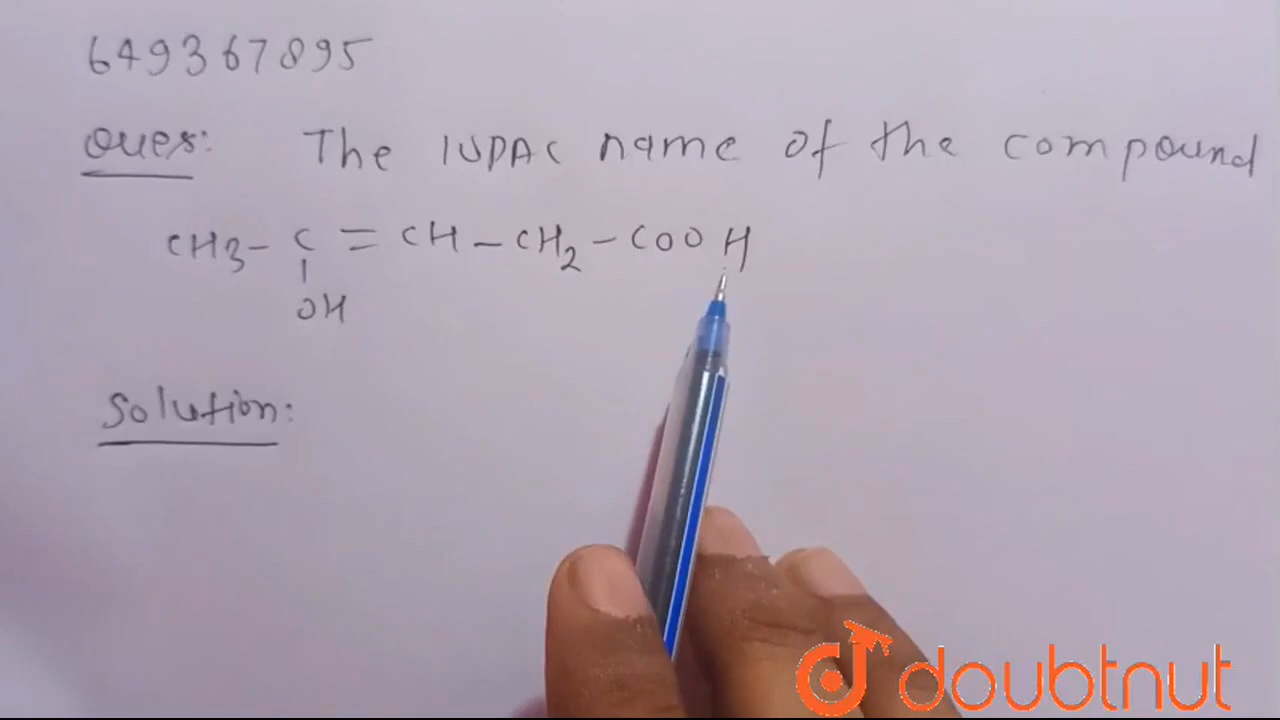 649367895
Ques: The IUPAC name of the compound
CH3-C=CH-CH2-COOH
OH
Solution:
doubtnut